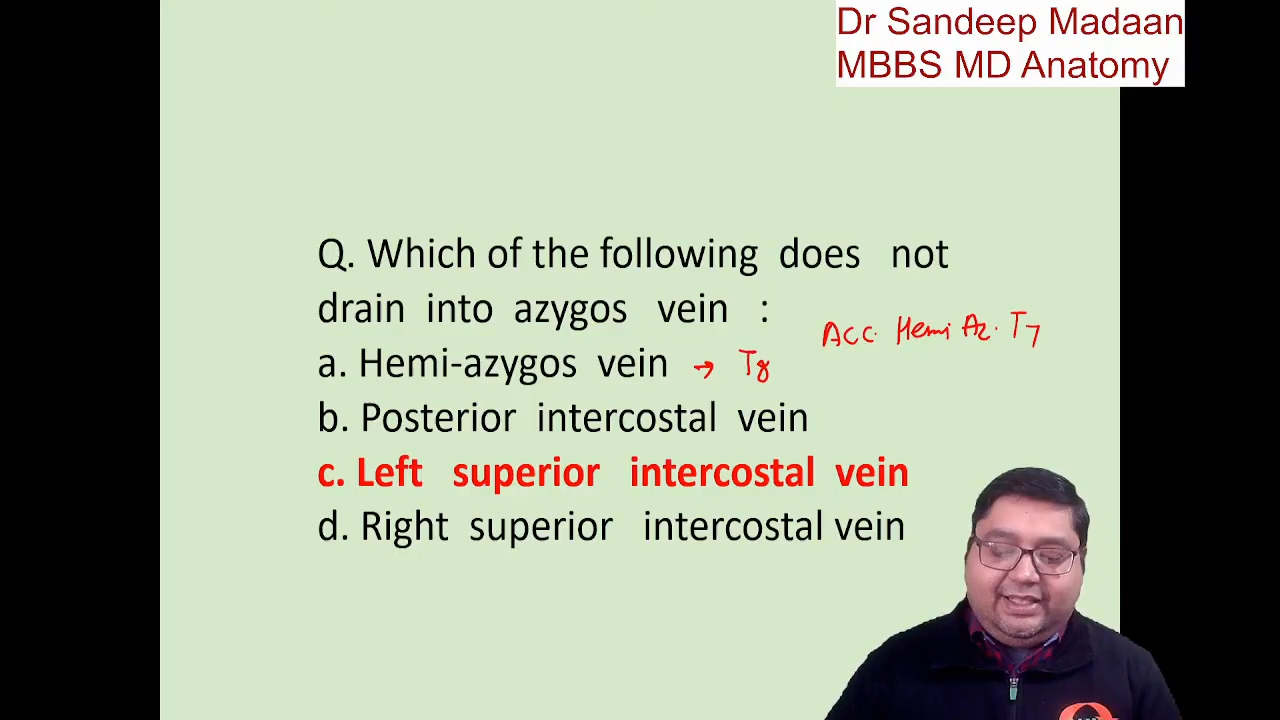 Dr Sandeep Madaan
MBBS MD Anatomy
Q. Which of the following does not
drain into azygos vein :
Acc. Hemi Az. T7
a. Hemi-azygos vein → T8
b. Posterior intercostal vein
c. Left superior intercostal vein
d. Right superior intercostal vein